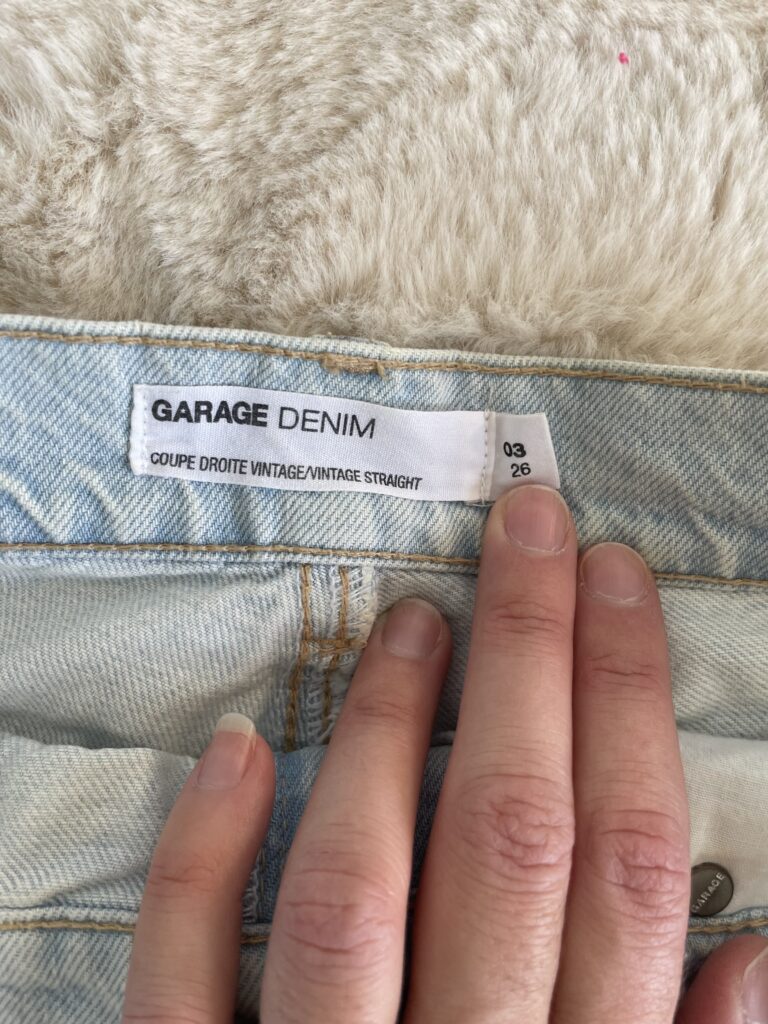 GARAGE DENIM
COUPE DROITE VINTAGE/VINTAGE STRAIGHT
03
26
GARAGE